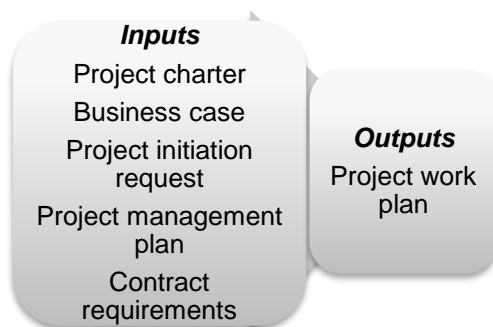 Inputs
Project charter
Business case
Project initiation
request
Project management
plan
Contract
requirements
Outputs
Project work
plan